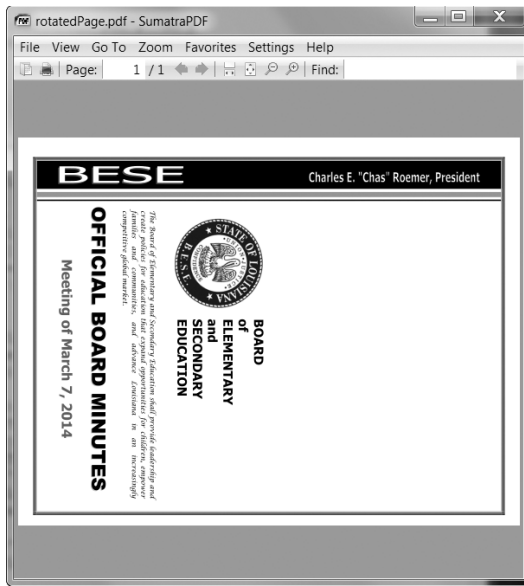 rotatedPage.pdf - SumatraPDF
File View Go To Zoom Favorites Settings Help
Page: 1 / 1 Find:
BESE
Charles E. "Chas" Roemer, President
STATE OF LOUISIANA
B.E.S.E.
BOARD
of
ELEMENTARY
and
SECONDARY
EDUCATION
The Board of Elementary and Secondary Education shall provide leadership and
create policies for education that expand opportunities for children, empower
families and communities, and advance Louisiana in an increasingly
competitive global market.
OFFICIAL BOARD MINUTES
Meeting of March 7, 2014